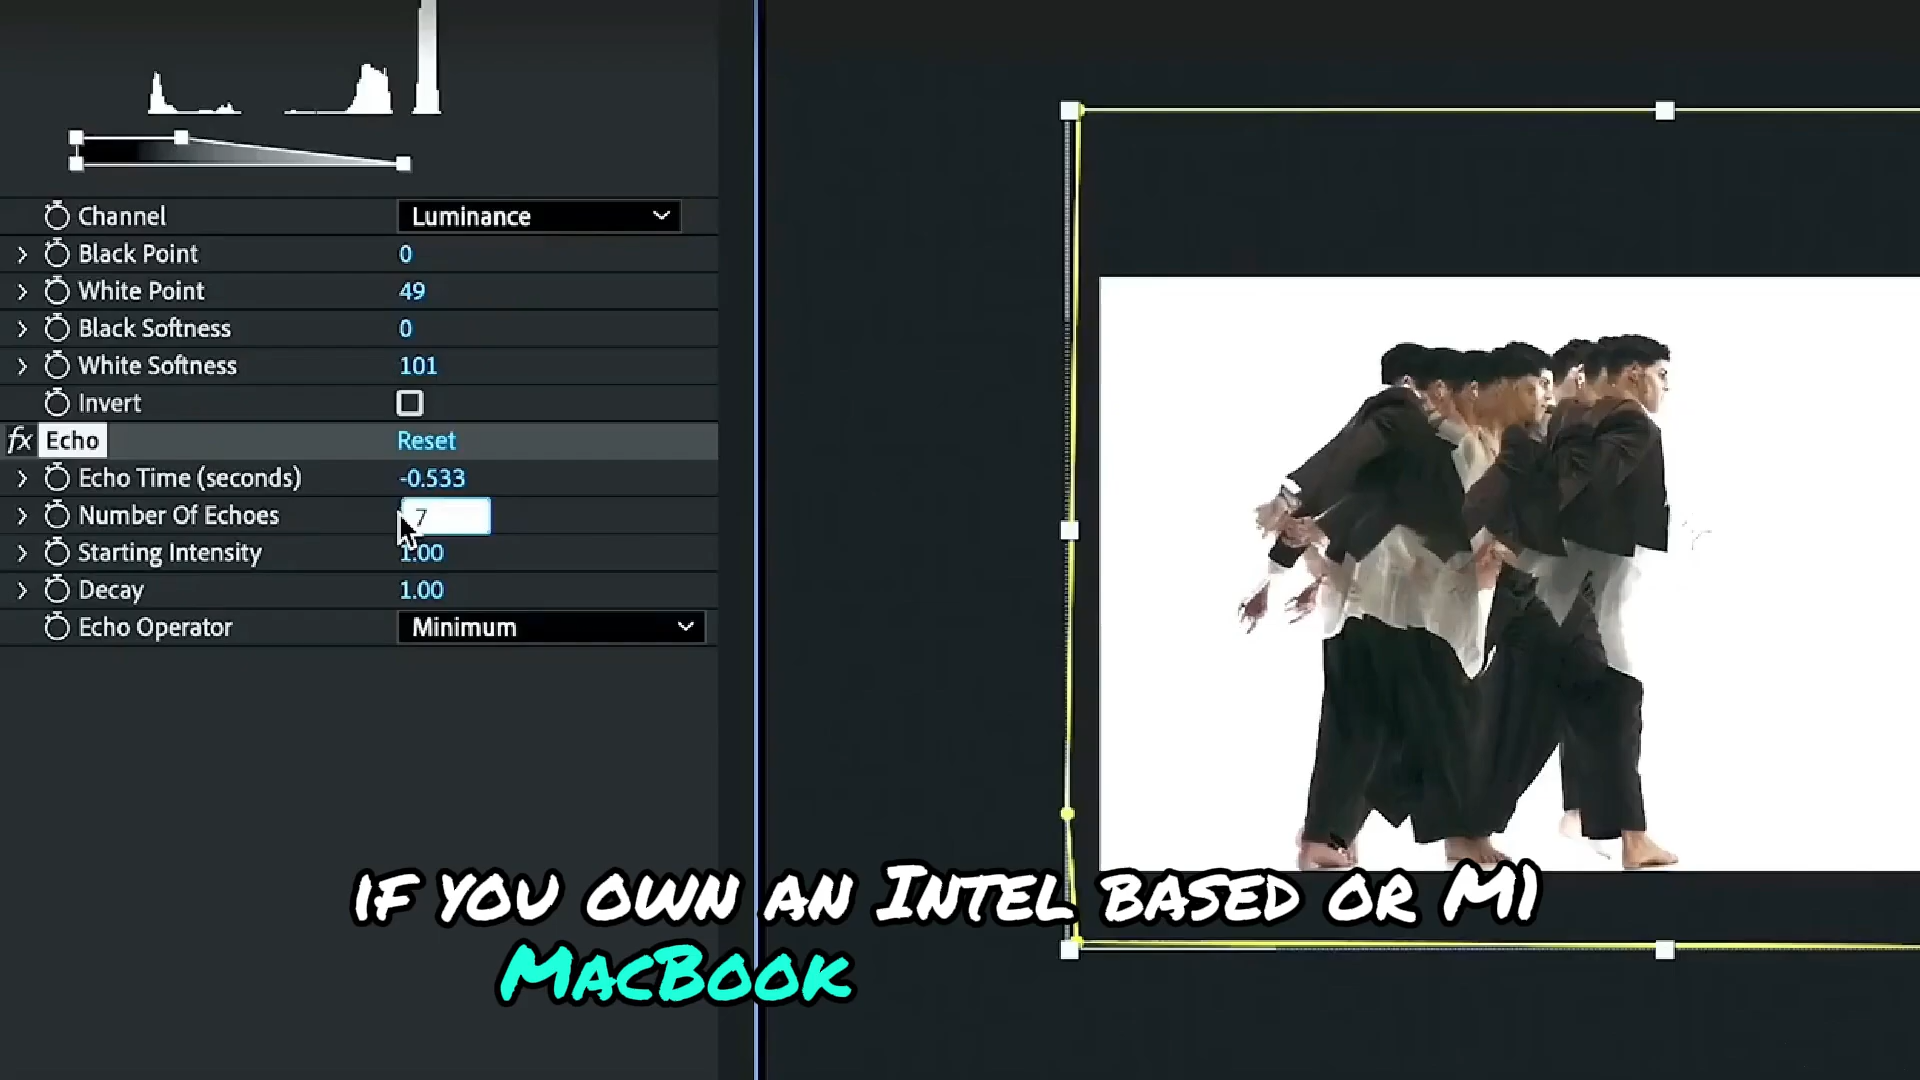 Channel Luminance
Black Point 0
White Point 49
Black Softness 0
White Softness 101
Invert
fx Echo Reset
Echo Time (seconds) -0.533
Number Of Echoes 7
Starting Intensity 1.00
Decay 1.00
Echo Operator Minimum
IF YOU OWN AN INTEL BASED OR M1
MACBOOK